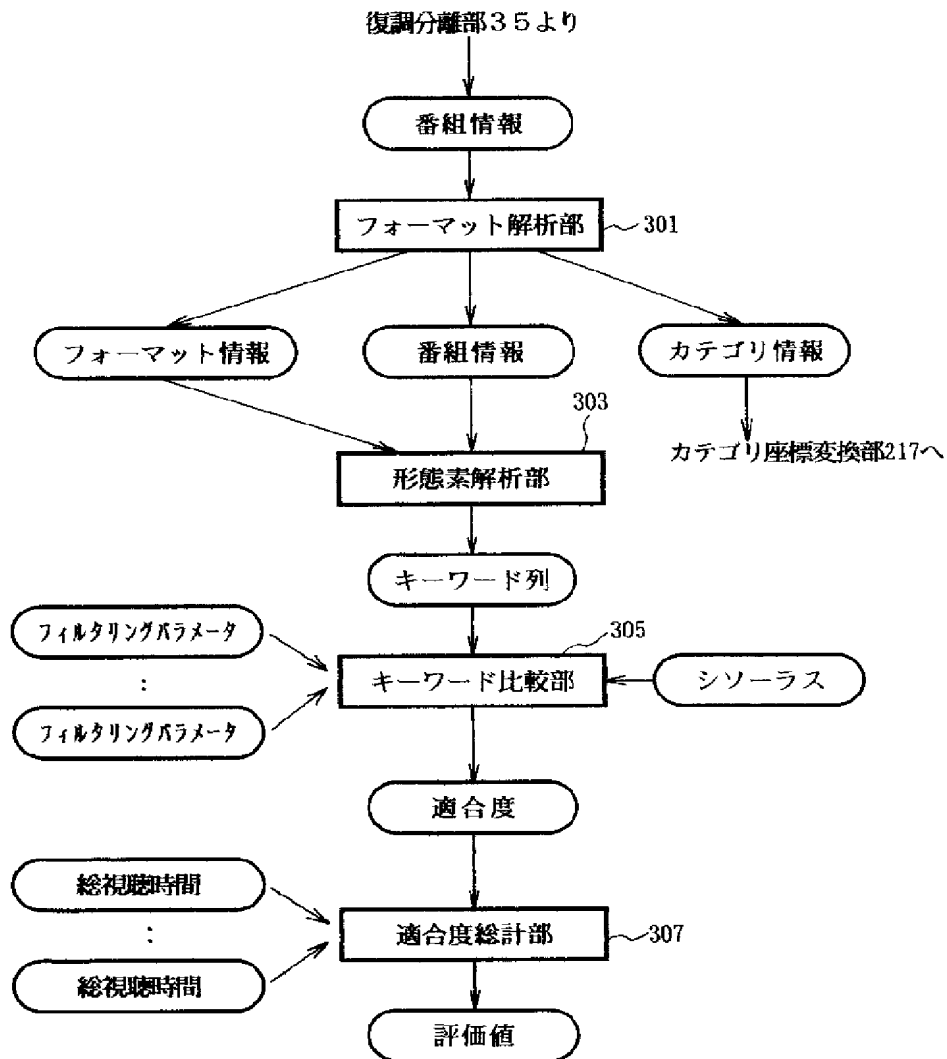 復調分離部35より
番組情報
フォーマット解析部
301
フォーマット情報
番組情報
カテゴリ情報
303
カテゴリ座標変換部217へ
形態素解析部
キーワード列
フィルタリングパラメータ
305
:
キーワード比較部
シソーラス
フィルタリングパラメータ
適合度
総視聴時間
:
適合度総計部
307
総視聴時間
評価値